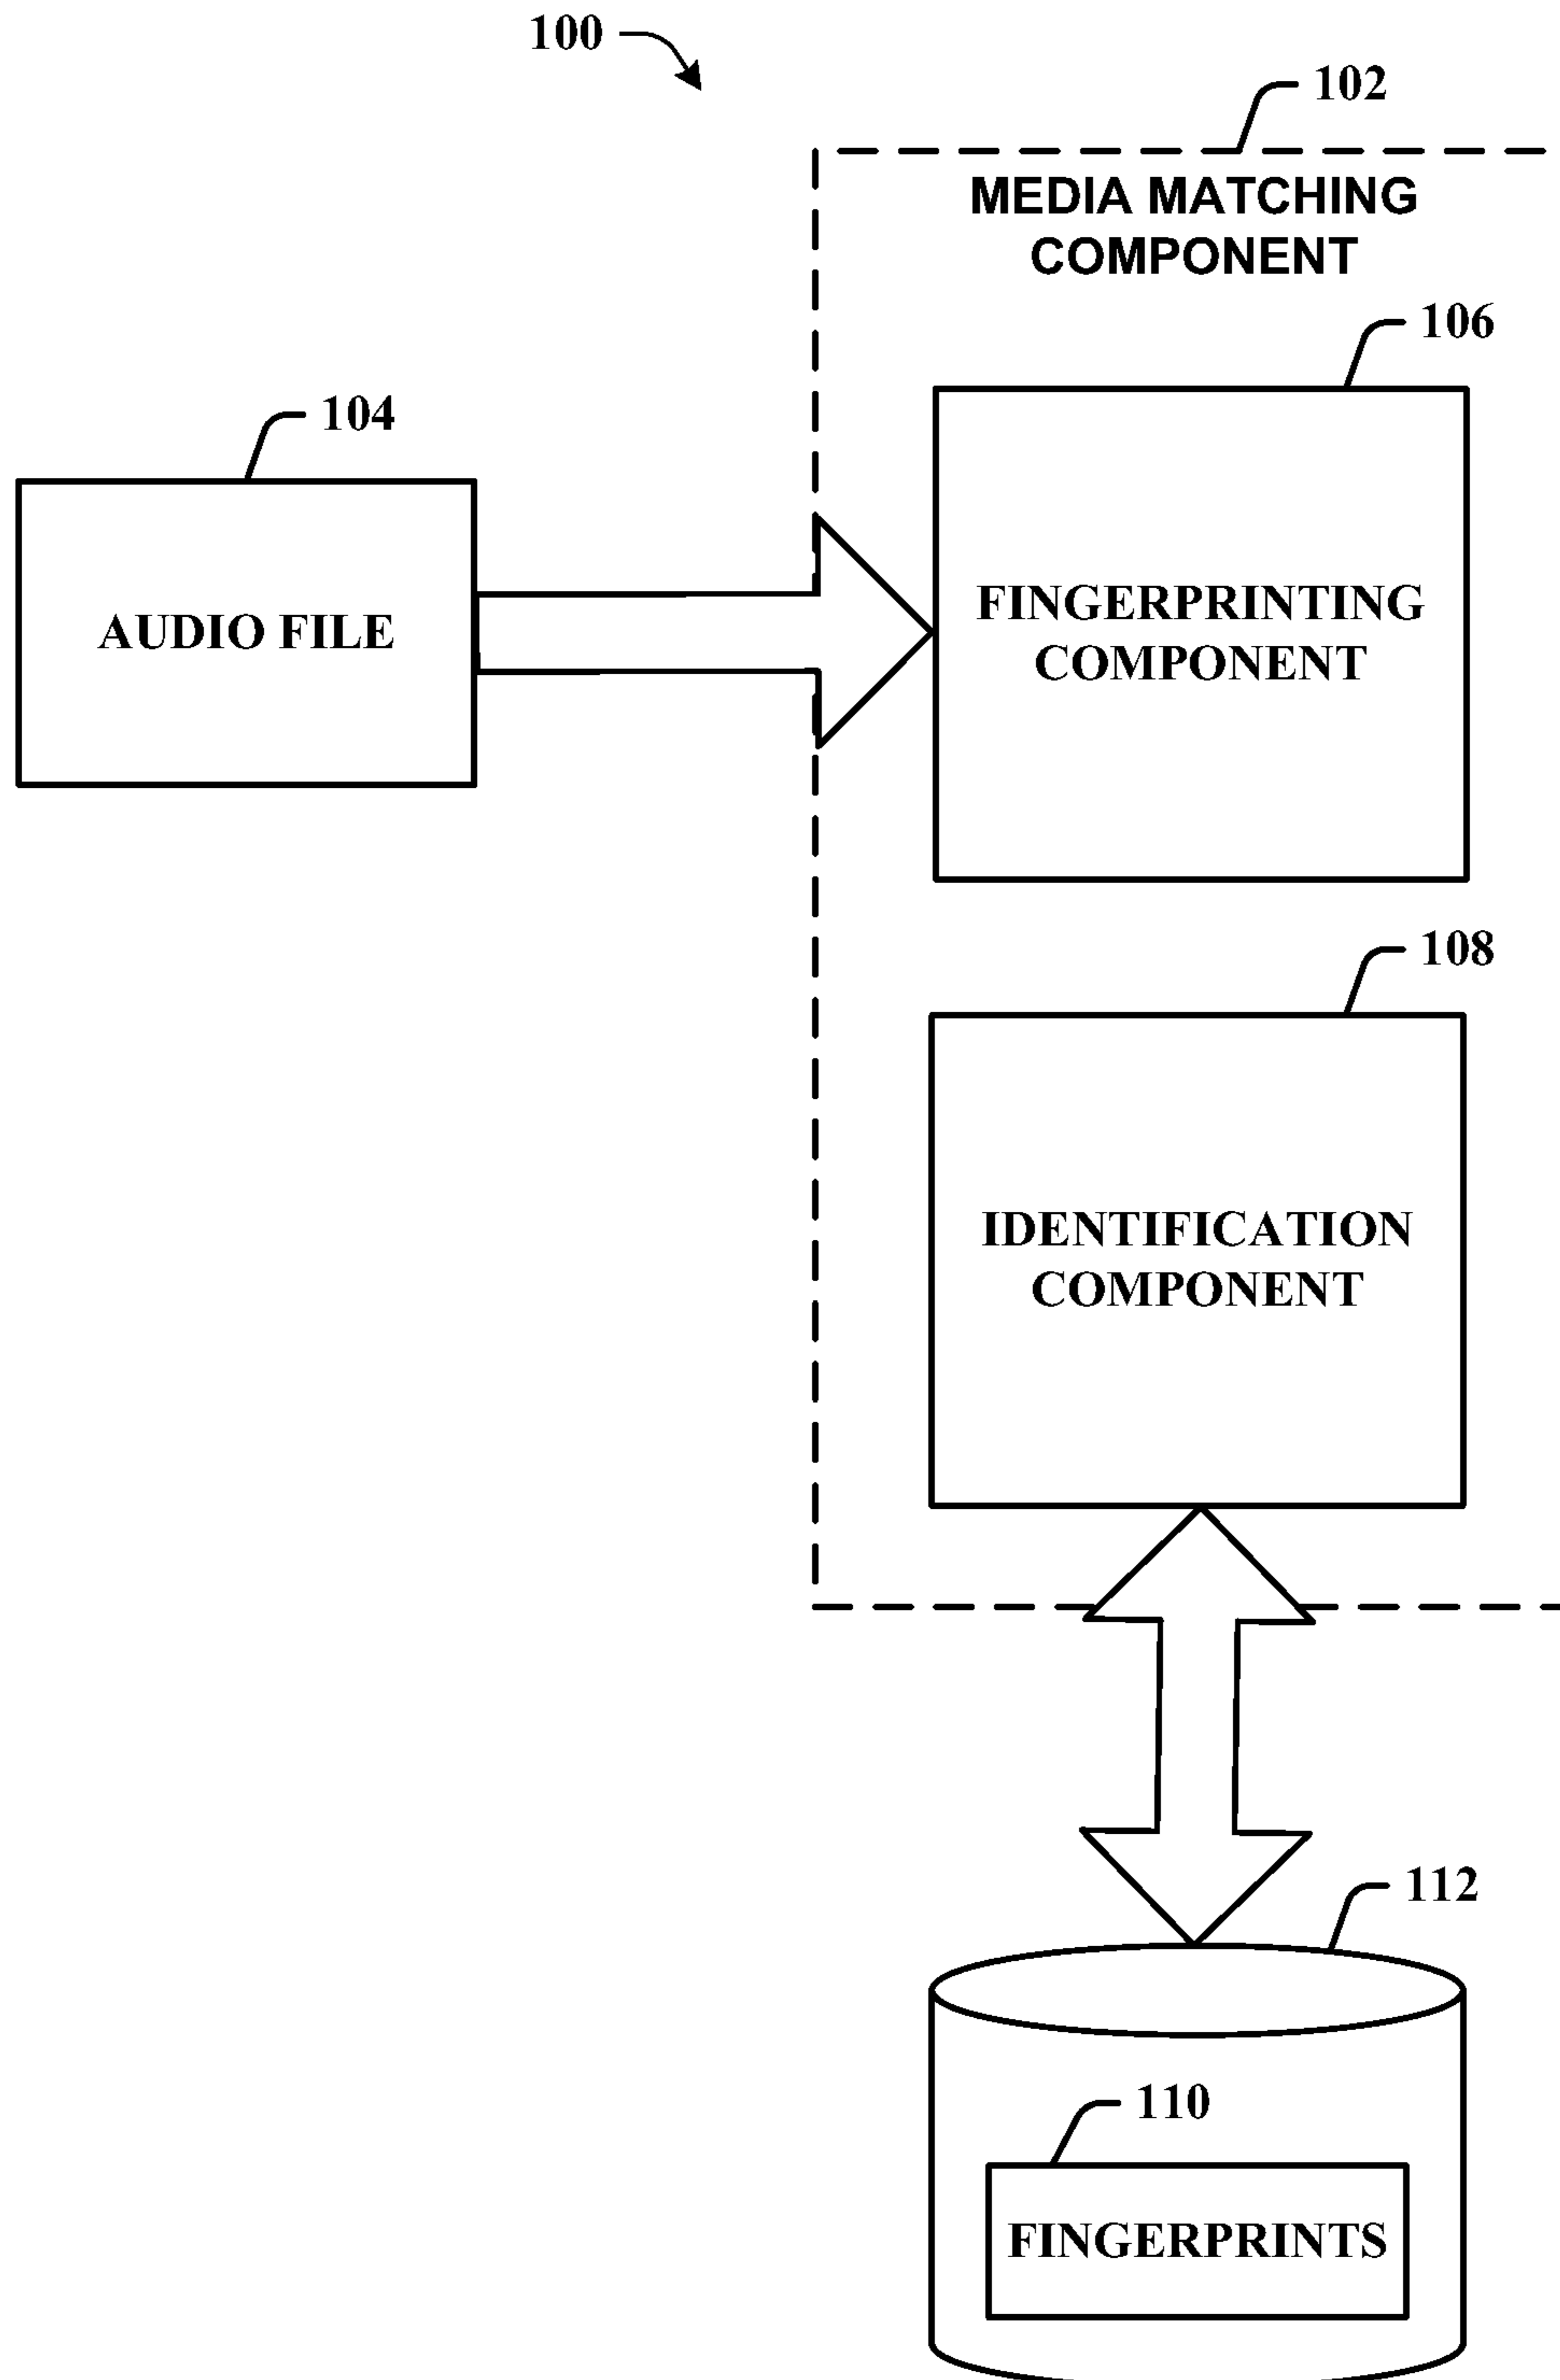 100
102
MEDIA MATCHING
COMPONENT
106
104
FINGERPRINTING
COMPONENT
AUDIO FILE
108
IDENTIFICATION
COMPONENT
112
110
FINGERPRINTS